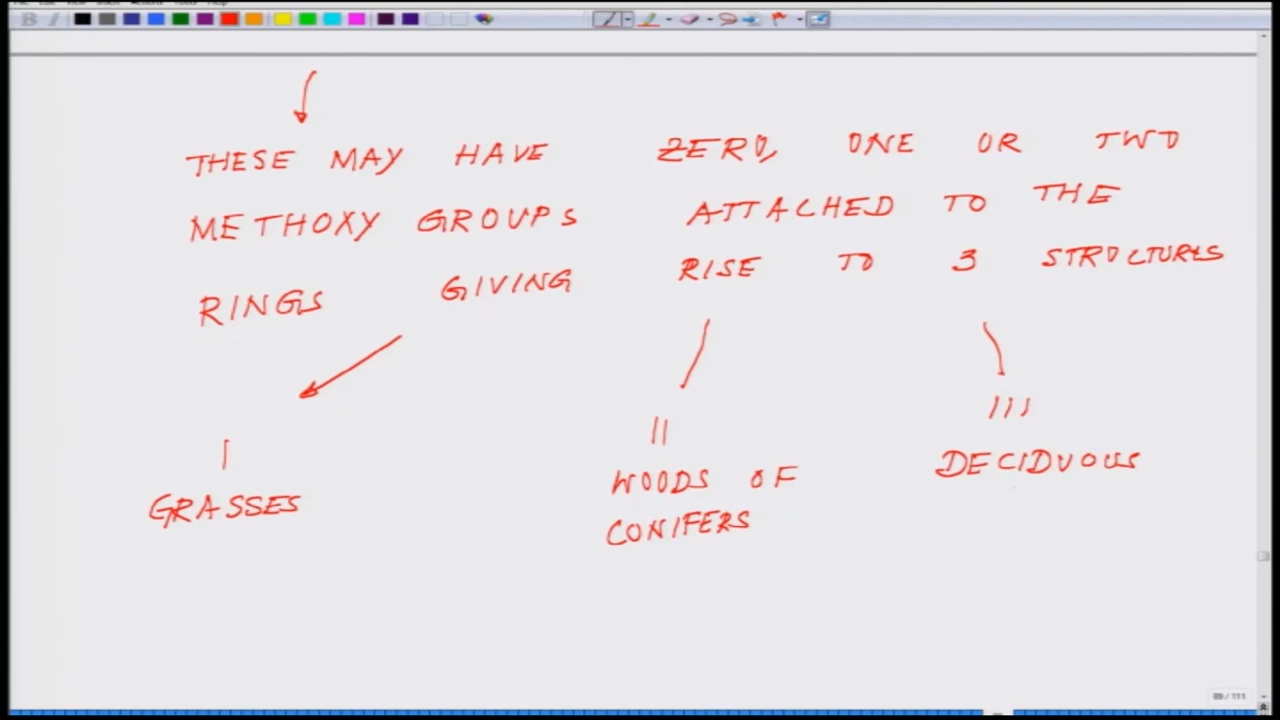 THESE MAY HAVE ZERO, ONE OR TWO
METHOXY GROUPS ATTACHED TO THE
RINGS GIVING RISE TO 3 STRUCTURES
I
GRASSES
II
WOODS OF
CONIFERS
III
DECIDUOUS